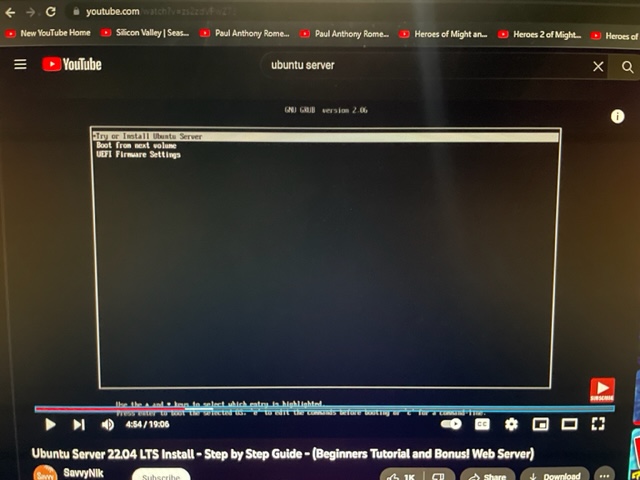 youtube.com
New YouTube Home
Silicon Valley | Seas...
Paul Anthony Rome...
Paul Anthony Rome...
Heroes of Might an...
Heroes 2 of Might...
Heroes of
YouTube
ubuntu server
GNU GRUB version 2.06
*Try or Install Ubuntu Server
Boot from next volume
UEFI Firmware Settings
Use the ▲ and ▼ keys to select which entry is highlighted.
Press enter to boot the selected OS, `e' to edit the commands before booting or `c' for a command-line.
SUBSCRIBE
4:54 / 19:06
CC
Ubuntu Server 22.04 LTS Install - Step by Step Guide - (Beginners Tutorial and Bonus! Web Server)
Savvy
SavvyNik
Subscribe
1K
Share
Download